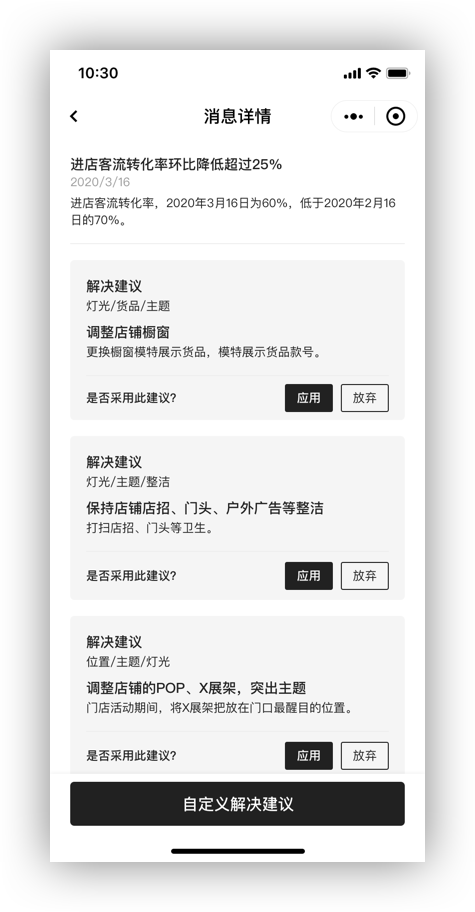 10:30
消息详情
进店客流转化率环比降低超过25%
2020/3/16
进店客流转化率，2020年3月16日为60%，低于2020年2月16
日的70%。
解决建议
灯光/货品/主题
调整店铺橱窗
更换橱窗模特展示货品，模特展示货品款号。
是否采用此建议?
应用
放弃
解决建议
灯光/主题/整洁
保持店铺店招、门头、户外广告等整洁
打扫店招、门头等卫生。
是否采用此建议?
应用
放弃
解决建议
位置/主题/灯光
调整店铺的POP、X展架，突出主题
门店活动期间，将X展架把放在门口最醒目的位置。
是否采用此建议?
应用
放弃
自定义解决建议